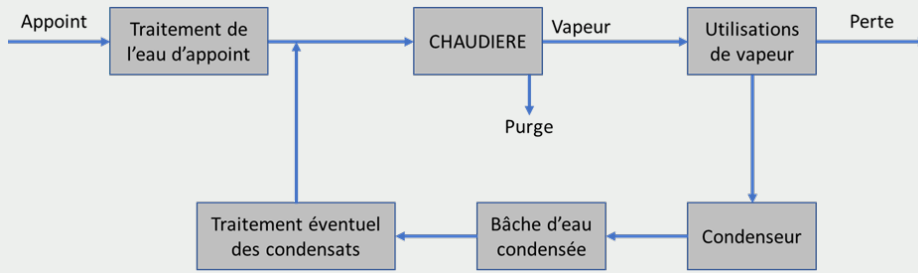 Appoint
Traitement de
l'eau d'appoint
CHAUDIERE
Vapeur
Utilisations
de vapeur
Perte
Purge
Traitement éventuel
des condensats
Bâche d'eau
condensée
Condenseur